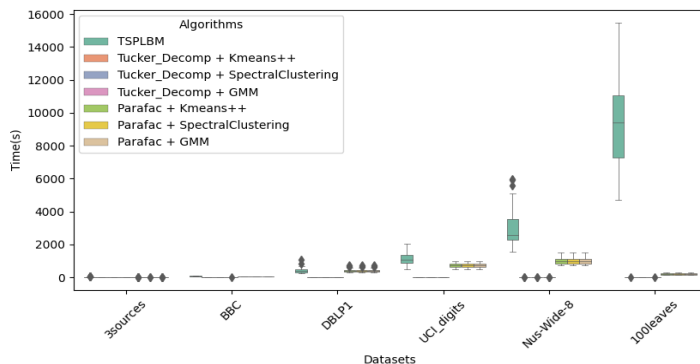 Algorithms
TSPLBM
Tucker_Decomp + Kmeans++
Tucker_Decomp + SpectralClustering
Tucker_Decomp + GMM
Parafac + Kmeans++
Parafac + SpectralClustering
Parafac + GMM
Time(s)
16000
14000
12000
10000
8000
6000
4000
2000
0
3sources
BBC
DBLP1
UCI_digits
Nus-Wide-8
100leaves
Datasets